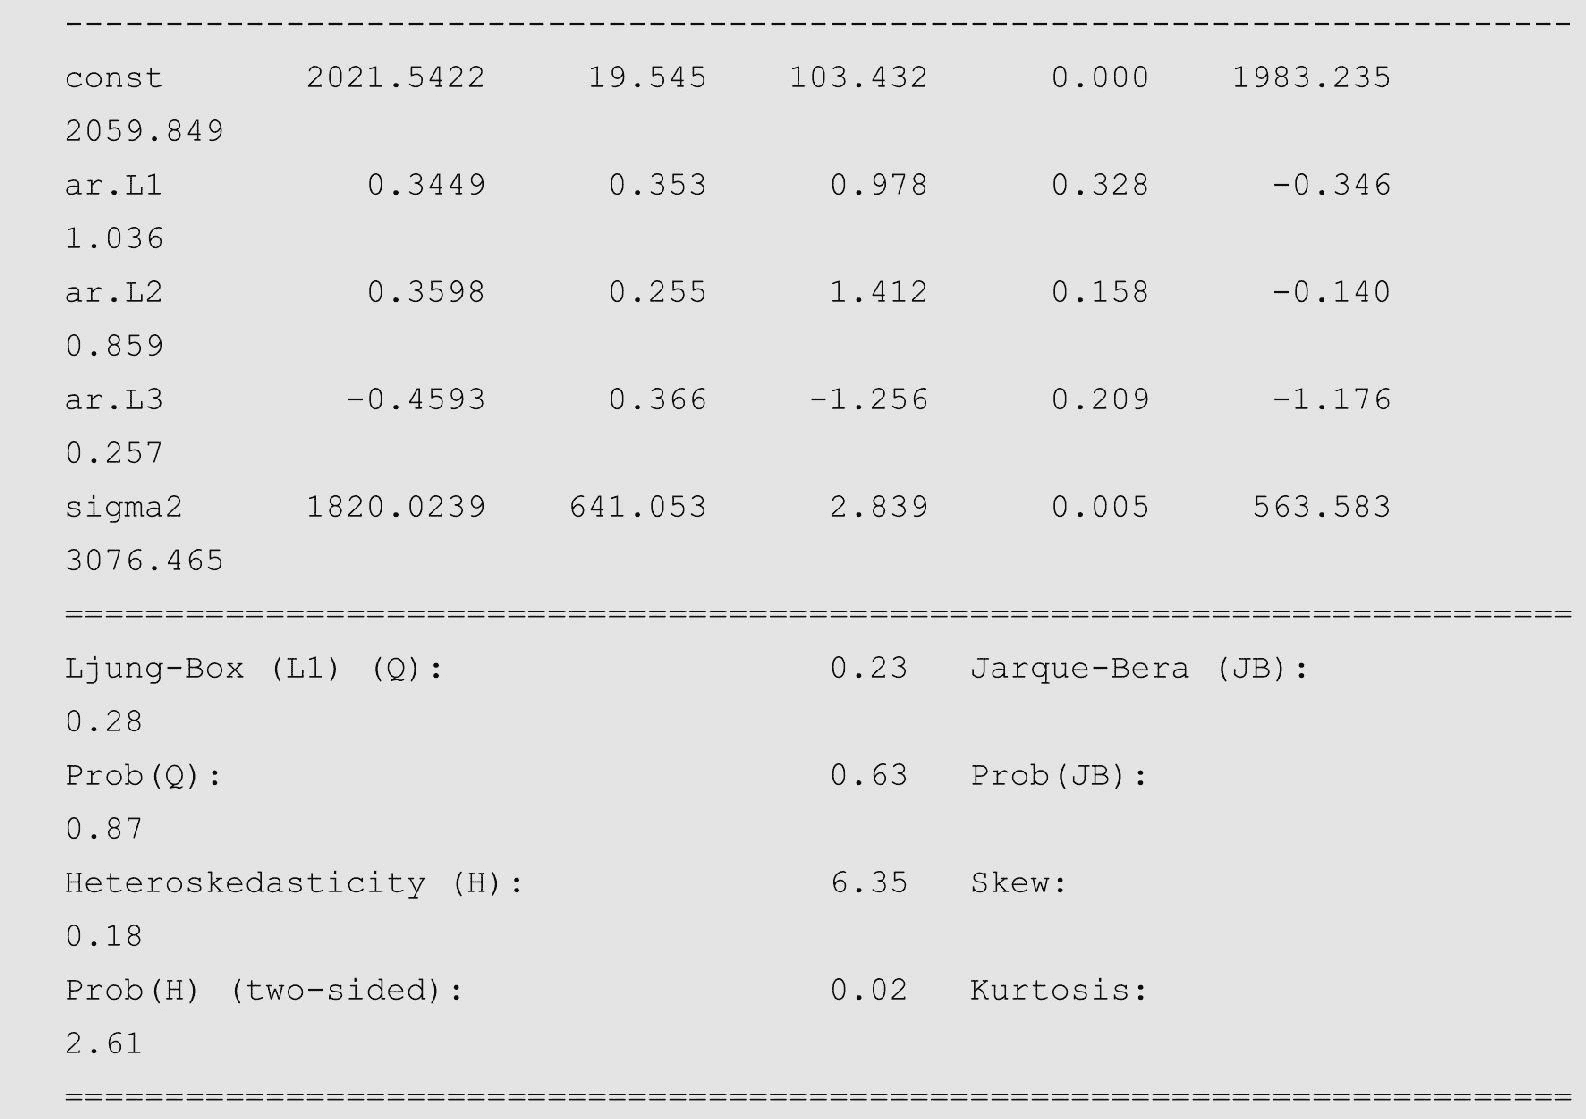 ------------------------------------------------------------------------------
const       2021.5422     19.545    103.432      0.000    1983.235
2059.849
ar.L1          0.3449      0.353      0.978      0.328      -0.346
1.036
ar.L2          0.3598      0.255      1.412      0.158      -0.140
0.859
ar.L3         -0.4593      0.366     -1.256      0.209      -1.176
0.257
sigma2      1820.0239    641.053      2.839      0.005     563.583
3076.465
==============================================================================
Ljung-Box (L1) (Q):                   0.23   Jarque-Bera (JB):
0.28
Prob(Q):                              0.63   Prob(JB):
0.87
Heteroskedasticity (H):               6.35   Skew:
0.18
Prob(H) (two-sided):                  0.02   Kurtosis:
2.61
==============================================================================